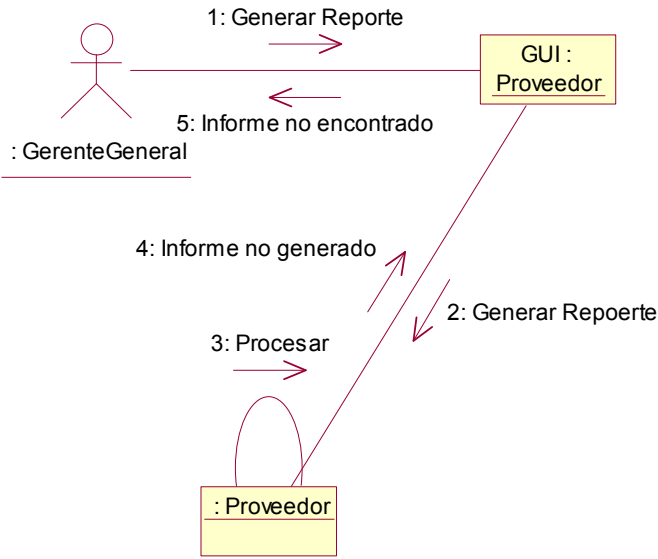 1: Generar Reporte
GUI :
Proveedor
5: Informe no encontrado
: GerenteGeneral
4: Informe no generado
2: Generar Repoerte
3: Procesar
: Proveedor